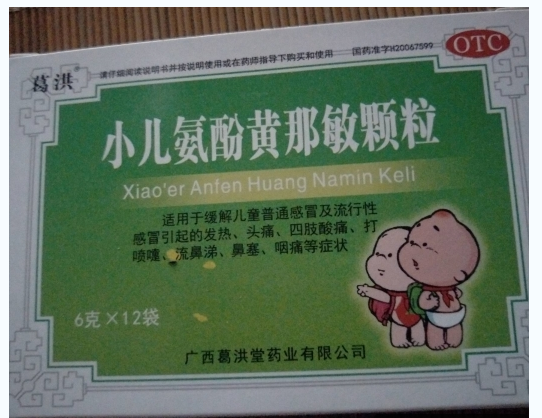 葛洪®
请仔细阅读说明书并按说明使用或在药师指导下购买和使用
国药准字H20067599
OTC
小儿氨酚黄那敏颗粒
Xiao'er Anfen Huang Namin Keli
适用于缓解儿童普通感冒及流行性
感冒引起的发热、头痛、四肢酸痛、打
喷嚏、流鼻涕、鼻塞、咽痛等症状
6克×12袋
广西葛洪堂药业有限公司